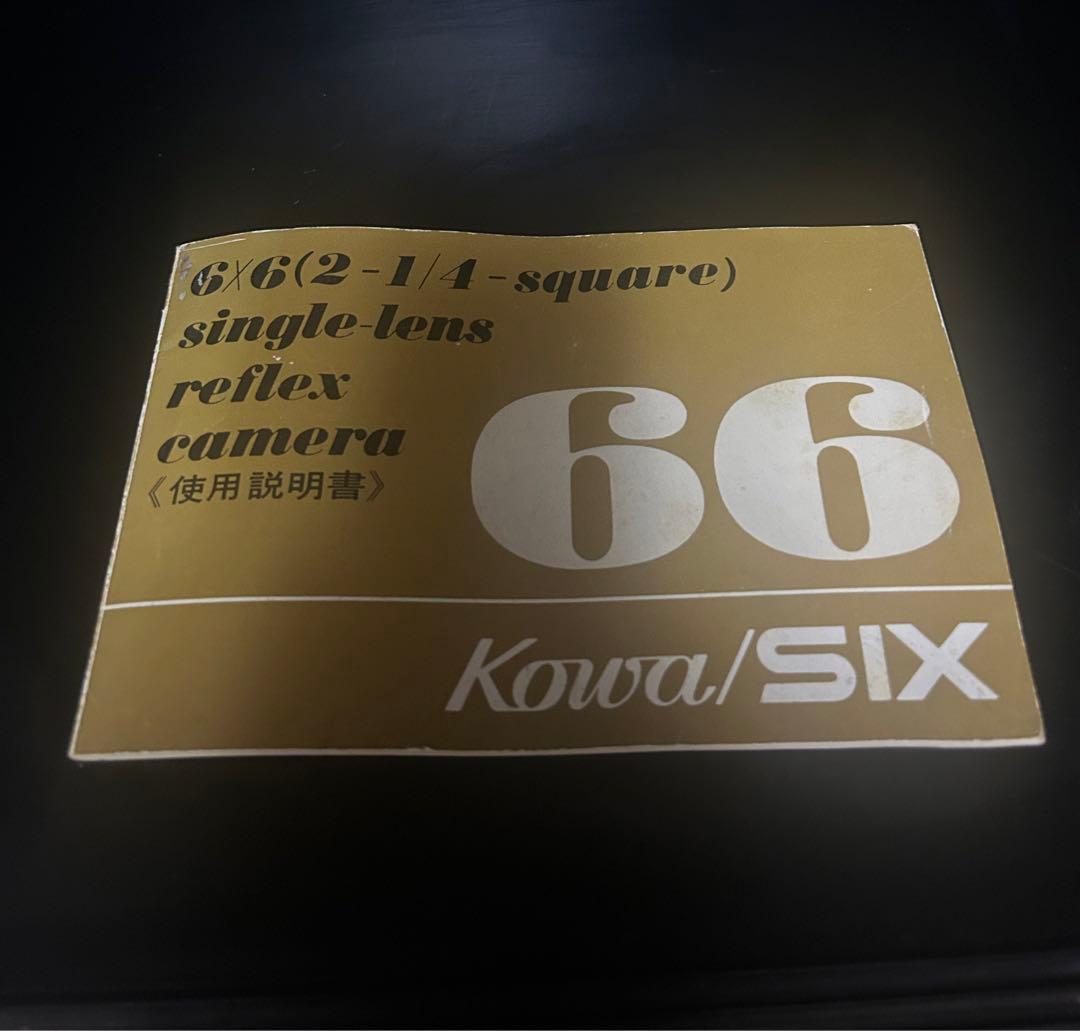 6×6(2-1/4-square)
single-lens
reflex
camera
《使用説明書》
66
Kowa/SIX